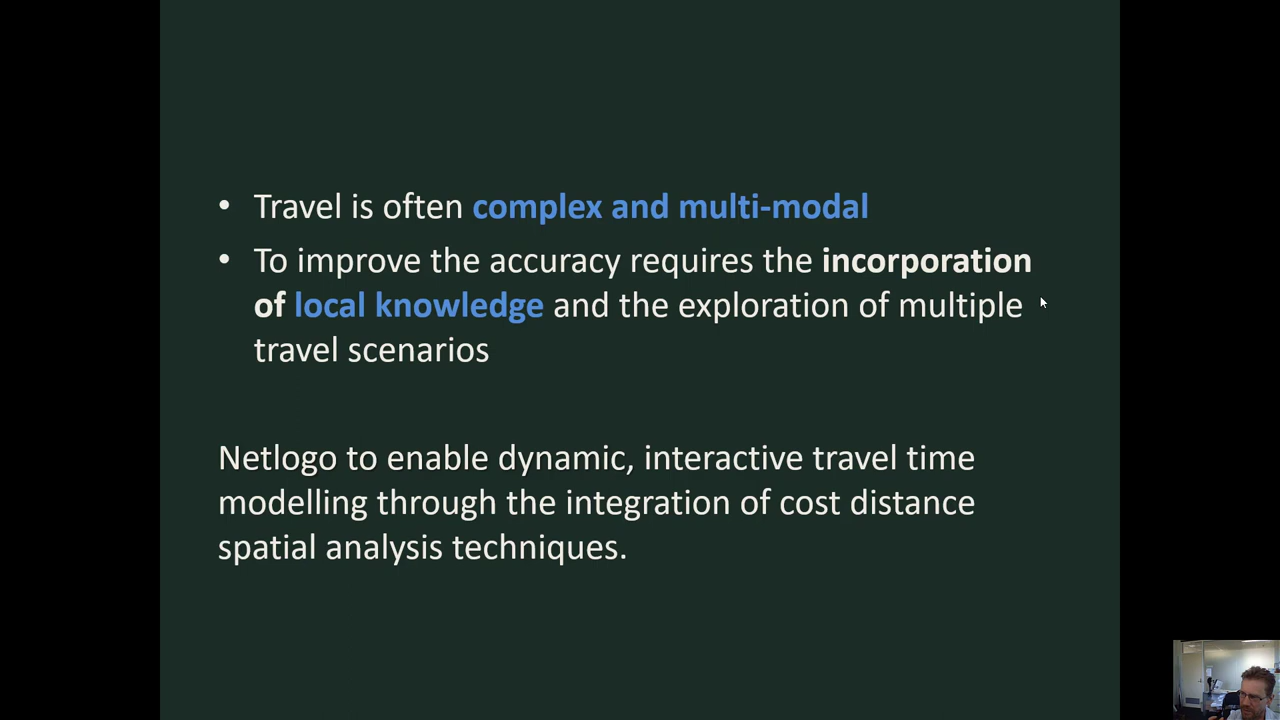 • Travel is often complex and multi-modal
• To improve the accuracy requires the incorporation
of local knowledge and the exploration of multiple
travel scenarios
Netlogo to enable dynamic, interactive travel time
modelling through the integration of cost distance
spatial analysis techniques.